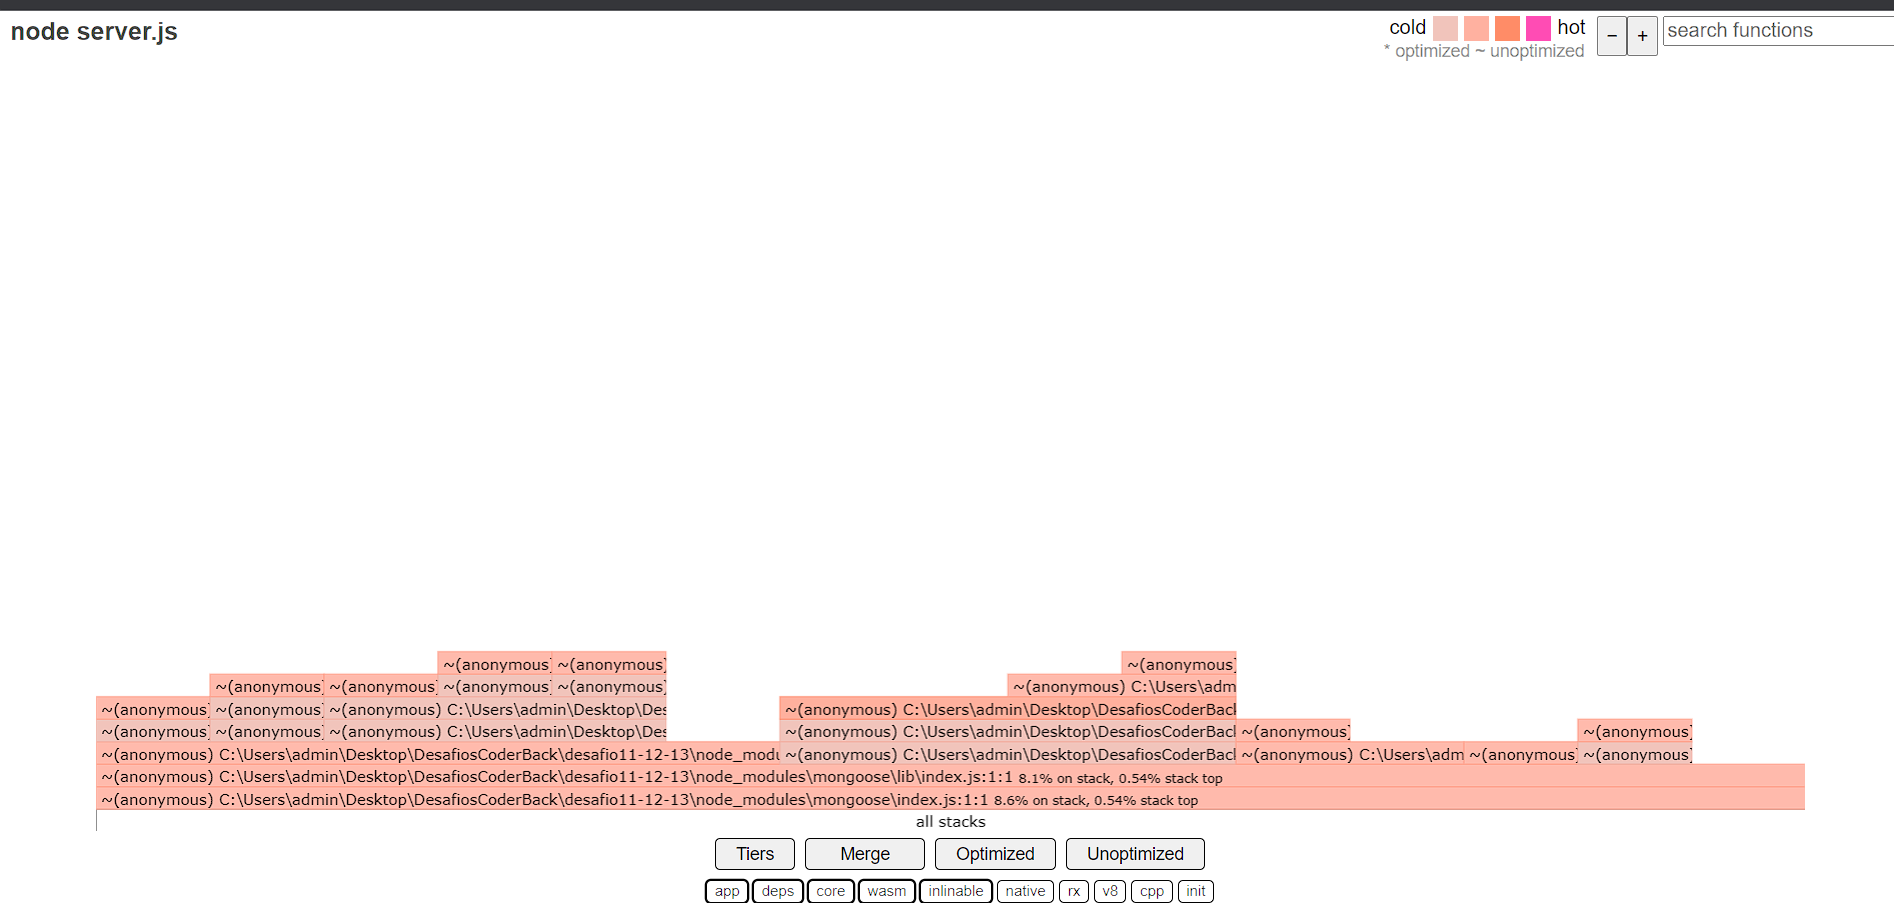 node server.js
cold hot
* optimized ~ unoptimized
− +
search functions
~(anonymous) ~(anonymous) ~(anonymous)
~(anonymous) ~(anonymous) ~(anonymous) ~(anonymous) ~(anonymous) C:\Users\adm
~(anonymous) ~(anonymous) ~(anonymous) C:\Users\admin\Desktop\Des ~(anonymous) C:\Users\admin\Desktop\DesafiosCoderBack
~(anonymous) ~(anonymous) ~(anonymous) C:\Users\admin\Desktop\Des ~(anonymous) C:\Users\admin\Desktop\DesafiosCoderBac ~(anonymous) ~(anonymous)
~(anonymous) C:\Users\admin\Desktop\DesafiosCoderBack\desafio11-12-13\node_modu ~(anonymous) C:\Users\admin\Desktop\DesafiosCoderBac ~(anonymous) C:\Users\adm ~(anonymous) ~(anonymous)
~(anonymous) C:\Users\admin\Desktop\DesafiosCoderBack\desafio11-12-13\node_modules\mongoose\lib\index.js:1:1 8.1% on stack, 0.54% stack top
~(anonymous) C:\Users\admin\Desktop\DesafiosCoderBack\desafio11-12-13\node_modules\mongoose\index.js:1:1 8.6% on stack, 0.54% stack top
all stacks
Tiers Merge Optimized Unoptimized
app deps core wasm inlinable native rx v8 cpp init